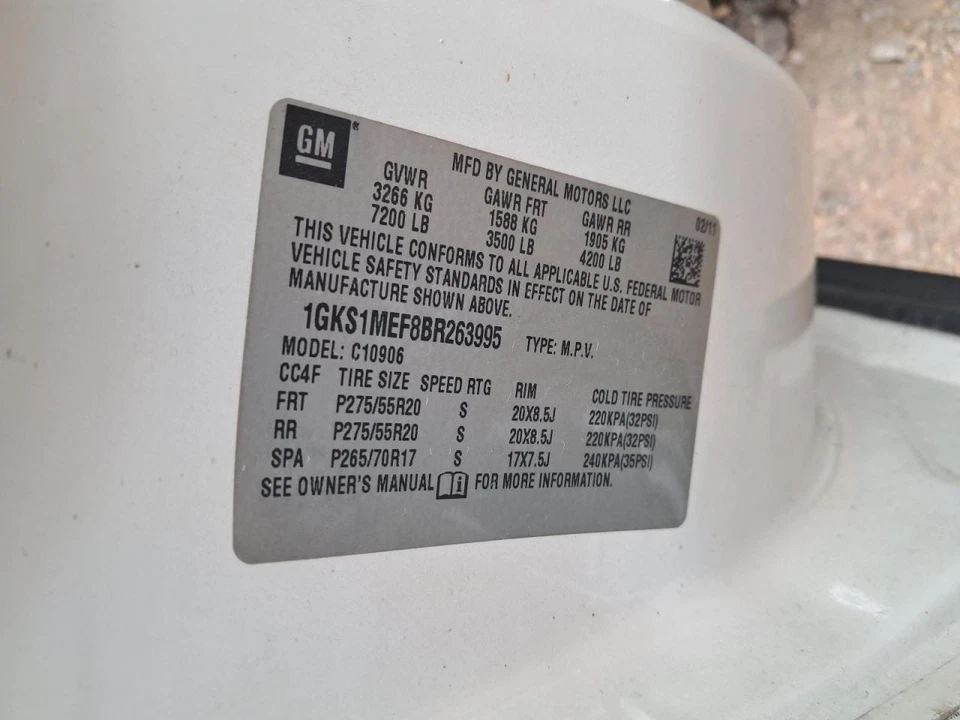 GM®
MFD BY GENERAL MOTORS LLC 02/11
GVWR GAWR FRT GAWR RR
3266 KG 1588 KG 1905 KG
7200 LB 3500 LB 4200 LB
THIS VEHICLE CONFORMS TO ALL APPLICABLE U.S. FEDERAL MOTOR
VEHICLE SAFETY STANDARDS IN EFFECT ON THE DATE OF
MANUFACTURE SHOWN ABOVE.
1GKS1MEF8BR263995 TYPE: M.P.V.
MODEL: C10906
CC4F TIRE SIZE SPEED RTG RIM COLD TIRE PRESSURE
FRT P275/55R20 S 20X8.5J 220KPA(32PSI)
RR P275/55R20 S 20X8.5J 220KPA(32PSI)
SPA P265/70R17 S 17X7.5J 240KPA(35PSI)
SEE OWNER'S MANUAL FOR MORE INFORMATION.